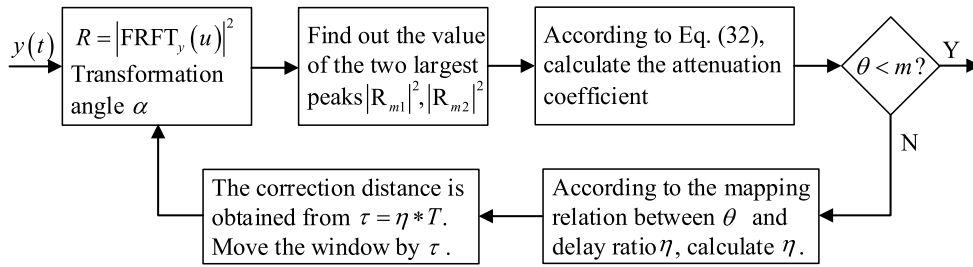 y(t)
R = |FRFT_y(u)|²
Transformation
angle α
Find out the value
of the two largest
peaks |R_m1|², |R_m2|²
According to Eq. (32),
calculate the attenuation
coefficient
θ < m?
Y
N
According to the mapping
relation between θ and
delay ratio η, calculate η.
The correction distance is
obtained from τ = η * T.
Move the window by τ.